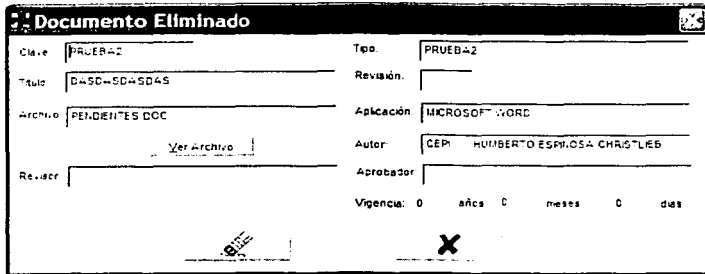 Documento Eliminado
Clave PRUEBA2 Tipo. PRUEBA2
Titulo DASDASDASDAS Revisión.
Archivo PENDIENTES DOC Aplicación. MICROSOFT WORD
Ver Archivo Autor CEPI HUMBERTO ESPINOSA CHRISTLIEB
Revisor Aprobador
Vigencia: 0 años 0 meses 0 dias